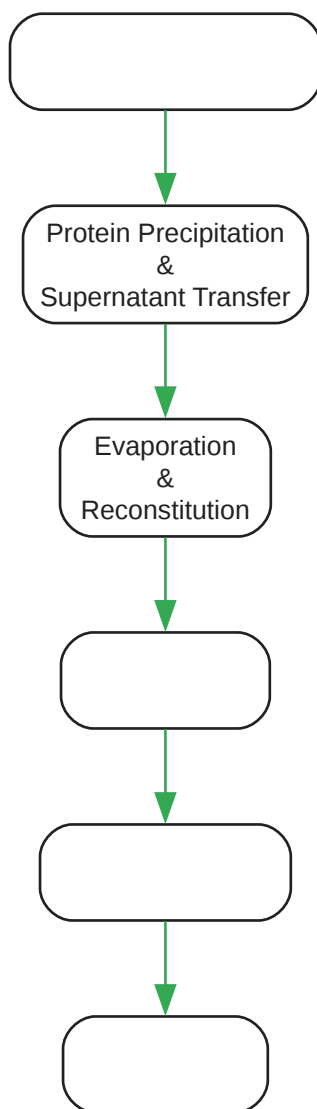 Protein Precipitation
&
Supernatant Transfer
Evaporation
&
Reconstitution